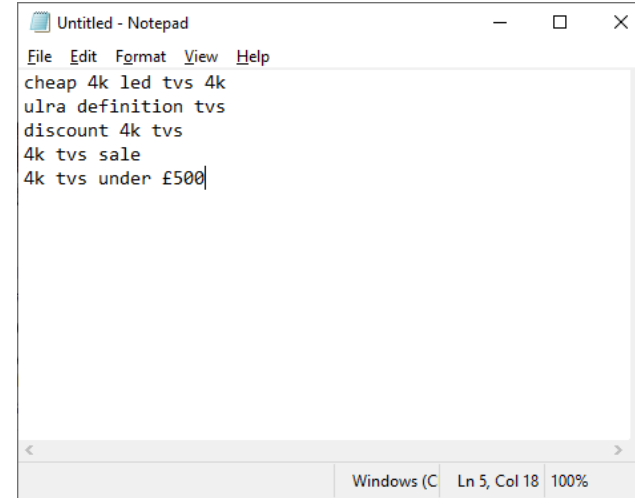 Untitled - Notepad
File Edit Format View Help
cheap 4k led tvs 4k
ulra definition tvs
discount 4k tvs
4k tvs sale
4k tvs under £500
Windows (C Ln 5, Col 18 100%